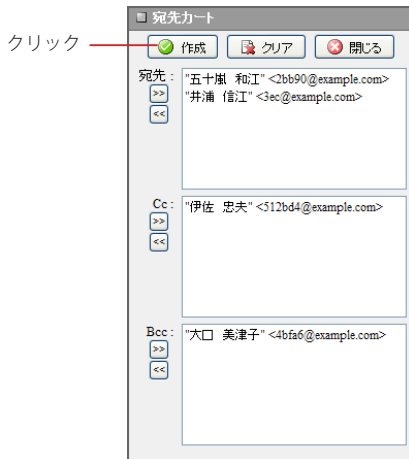 □ 宛先カート
クリック
作成 クリア 閉じる
宛先 :
>>
<<
"五十嵐 和江" <2bb90@example.com>
"井浦 信江" <3ec@example.com>
Cc :
>>
<<
"伊佐 忠夫" <512bd4@example.com>
Bcc :
>>
<<
"大口 美津子" <4bfa6@example.com>